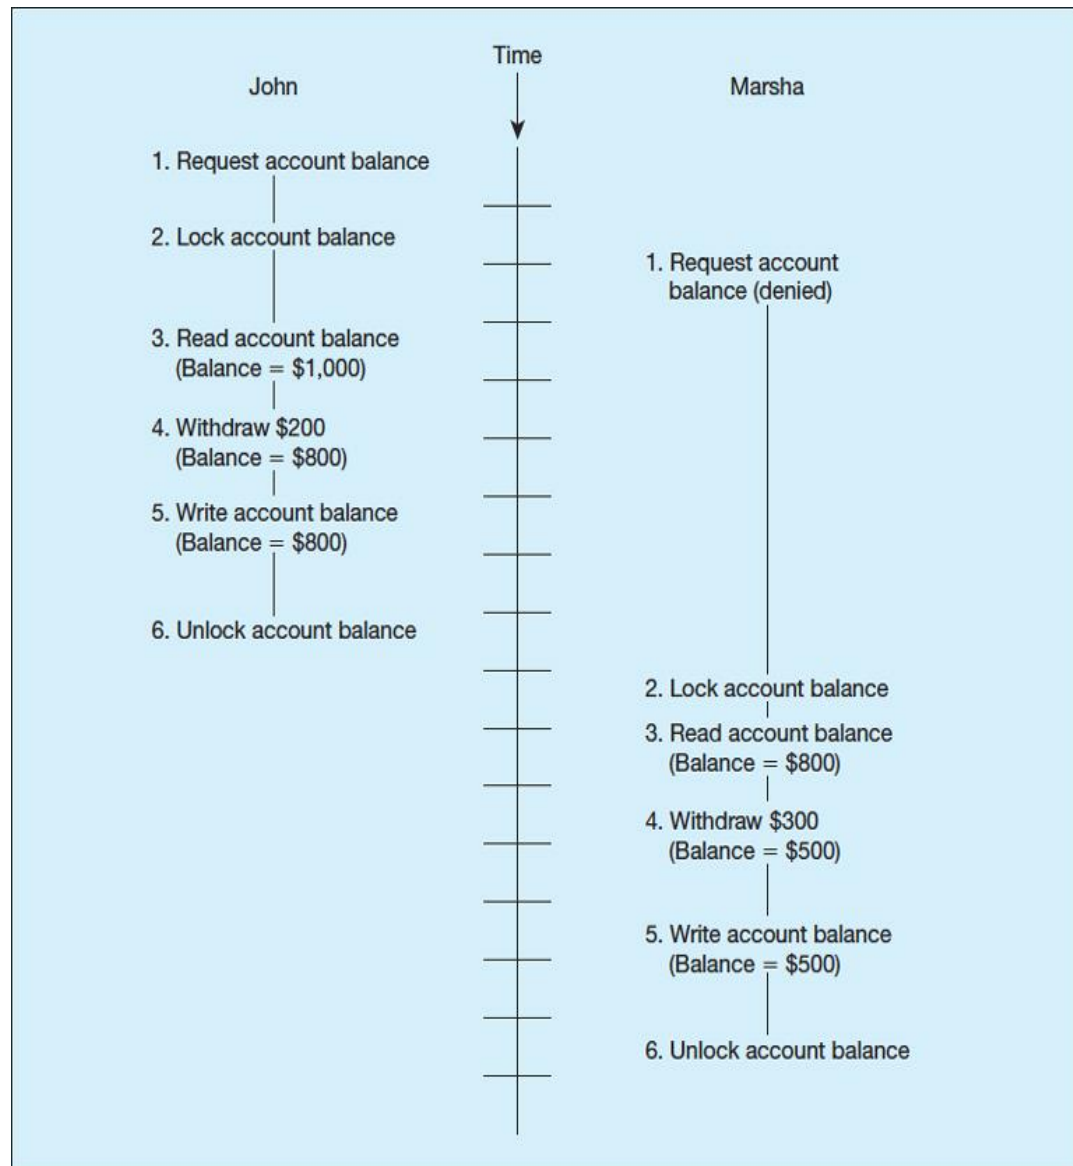 Time
John
Marsha
1. Request account balance
2. Lock account balance
1. Request account
balance (denied)
3. Read account balance
(Balance = $1,000)
4. Withdraw $200
(Balance = $800)
5. Write account balance
(Balance = $800)
6. Unlock account balance
2. Lock account balance
3. Read account balance
(Balance = $800)
4. Withdraw $300
(Balance = $500)
5. Write account balance
(Balance = $500)
6. Unlock account balance